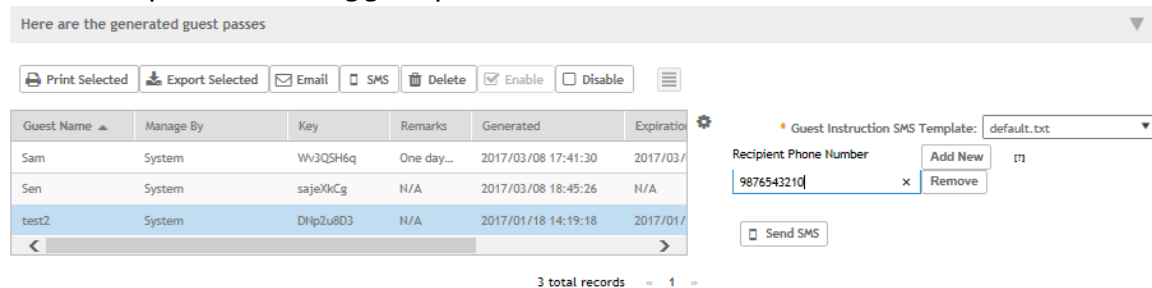 Here are the generated guest passes
Print Selected Export Selected Email SMS Delete Enable Disable
Guest Name Manage By Key Remarks Generated Expiration
Sam System Wv3QSH6q One day... 2017/03/08 17:41:30 2017/03/
Sen System sajeXkCg N/A 2017/03/08 18:45:26 N/A
test2 System DNp2u8D3 N/A 2017/01/18 14:19:18 2017/01/
3 total records « 1 »
* Guest Instruction SMS Template: default.txt
Recipient Phone Number Add New [?]
9876543210 × Remove
Send SMS